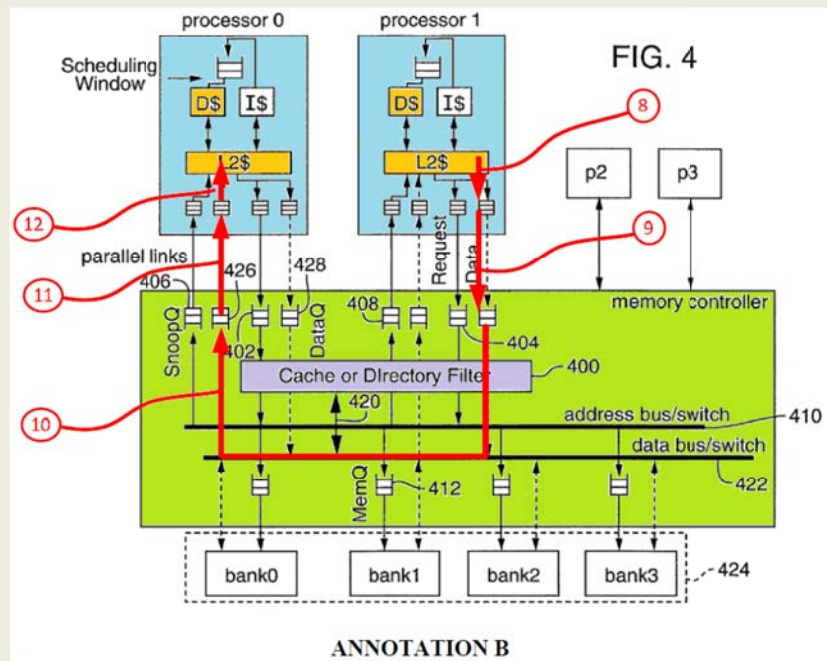 processor 0
processor 1
FIG. 4
Scheduling
Window
D$
I$
D$
I$
8
L2$
L2$
p2
p3
12
9
Request
Data
parallel links
11
406
426
428
408
memory controller
SnoopQ
402
DataQ
404
Cache or DIrectory Filter
400
10
420
address bus/switch
410
data bus/switch
MemQ
412
422
bank0
bank1
bank2
bank3
424
ANNOTATION B